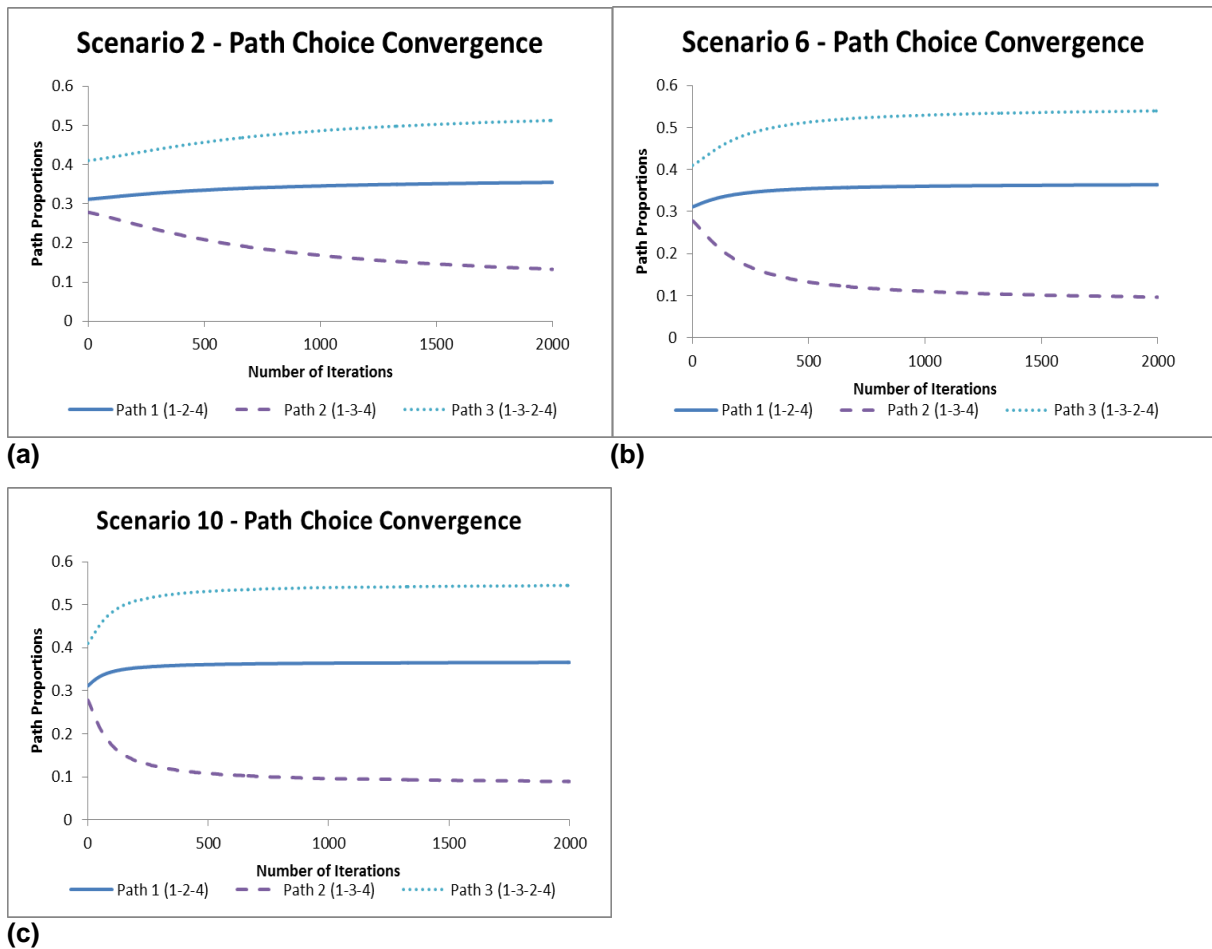 Scenario 2 - Path Choice Convergence
0.6
0.5
0.4
0.3
0.2
0.1
0
Path Proportions
0 500 1000 1500 2000
Number of Iterations
Path 1 (1-2-4) Path 2 (1-3-4) Path 3 (1-3-2-4)
(a)
Scenario 6 - Path Choice Convergence
0.6
0.5
0.4
0.3
0.2
0.1
0
Path Proportions
0 500 1000 1500 2000
Number of Iterations
Path 1 (1-2-4) Path 2 (1-3-4) Path 3 (1-3-2-4)
(b)
Scenario 10 - Path Choice Convergence
0.6
0.5
0.4
0.3
0.2
0.1
0
Path Proportions
0 500 1000 1500 2000
Number of Iterations
Path 1 (1-2-4) Path 2 (1-3-4) Path 3 (1-3-2-4)
(c)